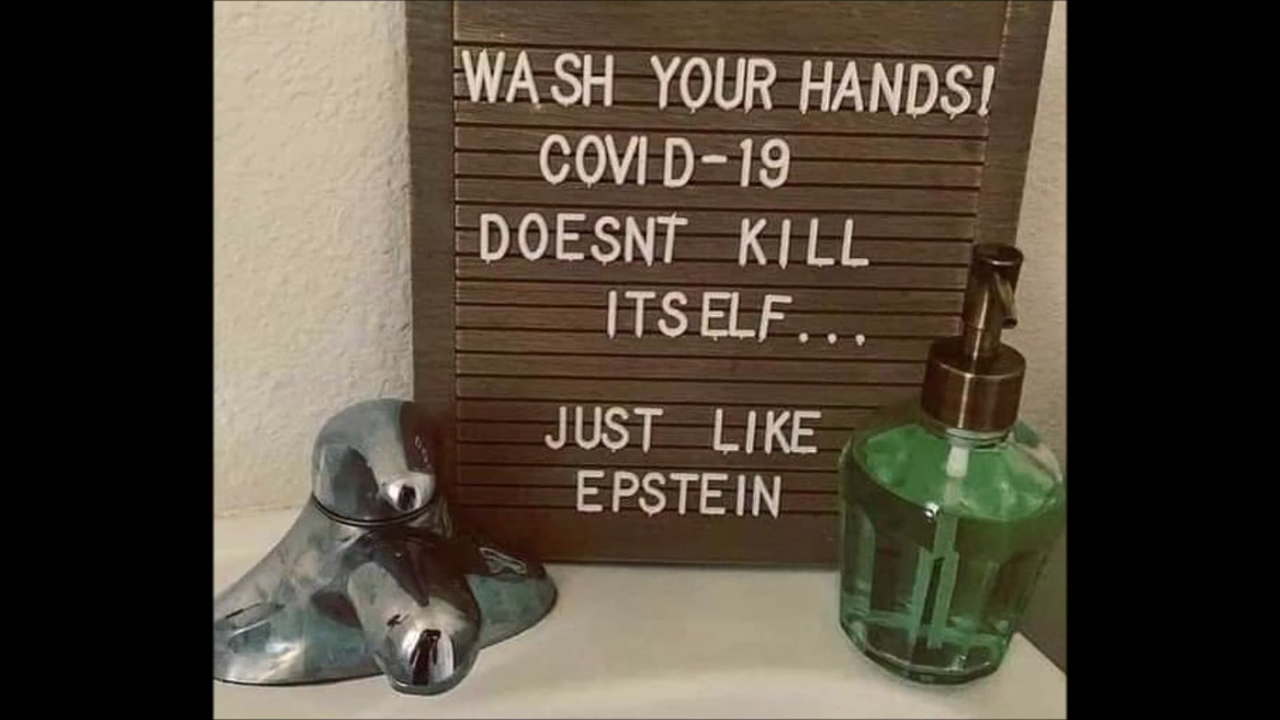 WASH YOUR HANDS!
COVID-19
DOESNT KILL
ITSELF...
JUST LIKE
EPSTEIN